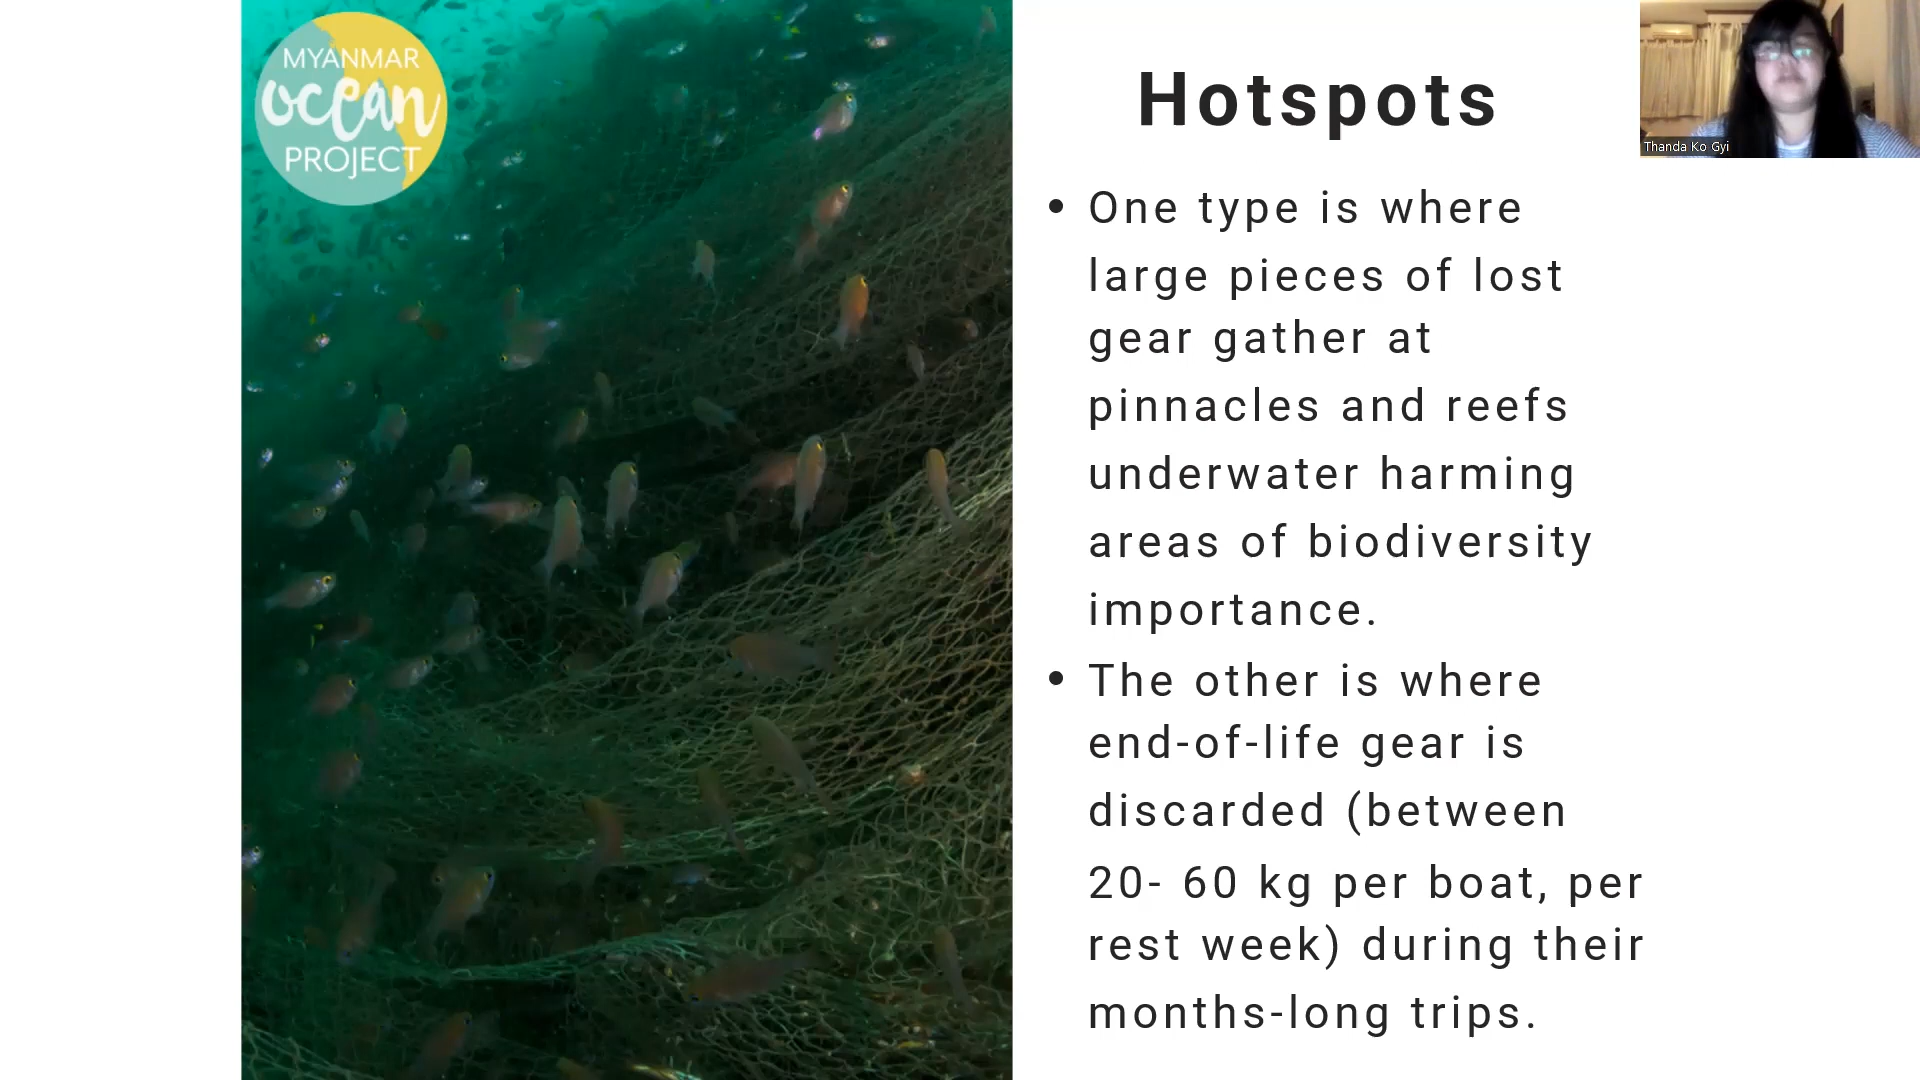 MYANMAR
ocean
PROJECT
Hotspots
Thanda Ko Gyi
• One type is where
large pieces of lost
gear gather at
pinnacles and reefs
underwater harming
areas of biodiversity
importance.
• The other is where
end-of-life gear is
discarded (between
20- 60 kg per boat, per
rest week) during their
months-long trips.